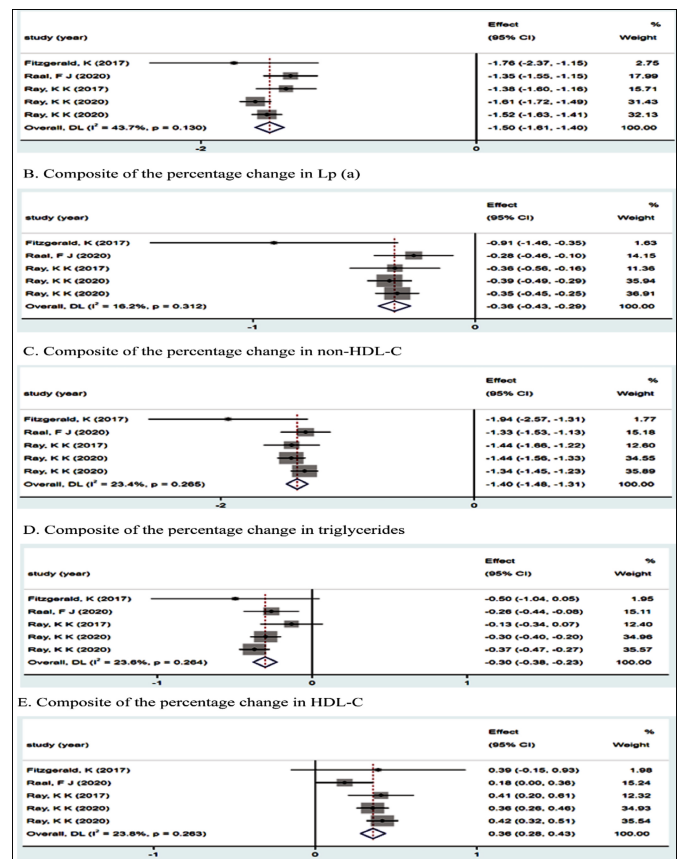 Effect %
study (year) (95% CI) Weight
Fitzgerald, K (2017) -1.76 (-2.37, -1.15) 2.75
Raal, F J (2020) -1.35 (-1.55, -1.15) 17.99
Ray, K K (2017) -1.38 (-1.60, -1.16) 15.71
Ray, K K (2020) -1.61 (-1.72, -1.49) 31.43
Ray, K K (2020) -1.52 (-1.63, -1.41) 32.13
Overall, DL (I² = 43.7%, p = 0.130) -1.50 (-1.61, -1.40) 100.00
-2 0
B. Composite of the percentage change in Lp (a)
Effect %
study (year) (95% CI) Weight
Fitzgerald, K (2017) -0.91 (-1.46, -0.35) 1.63
Raal, F J (2020) -0.28 (-0.46, -0.10) 14.15
Ray, K K (2017) -0.36 (-0.56, -0.16) 11.36
Ray, K K (2020) -0.39 (-0.49, -0.29) 35.94
Ray, K K (2020) -0.35 (-0.45, -0.25) 36.91
Overall, DL (I² = 16.2%, p = 0.312) -0.36 (-0.43, -0.29) 100.00
-1 0
C. Composite of the percentage change in non-HDL-C
Effect %
study (year) (95% CI) Weight
Fitzgerald, K (2017) -1.94 (-2.57, -1.31) 1.77
Raal, F J (2020) -1.33 (-1.53, -1.13) 15.18
Ray, K K (2017) -1.44 (-1.66, -1.22) 12.60
Ray, K K (2020) -1.44 (-1.56, -1.33) 34.55
Ray, K K (2020) -1.34 (-1.45, -1.23) 35.89
Overall, DL (I² = 23.4%, p = 0.265) -1.40 (-1.48, -1.31) 100.00
-2 0
D. Composite of the percentage change in triglycerides
Effect %
study (year) (95% CI) Weight
Fitzgerald, K (2017) -0.50 (-1.04, 0.05) 1.95
Raal, F J (2020) -0.26 (-0.44, -0.08) 15.11
Ray, K K (2017) -0.13 (-0.34, 0.07) 12.40
Ray, K K (2020) -0.30 (-0.40, -0.20) 34.96
Ray, K K (2020) -0.37 (-0.47, -0.27) 35.57
Overall, DL (I² = 23.6%, p = 0.264) -0.30 (-0.38, -0.23) 100.00
-1 0 1
E. Composite of the percentage change in HDL-C
Effect %
study (year) (95% CI) Weight
Fitzgerald, K (2017) 0.39 (-0.15, 0.93) 1.98
Raal, F J (2020) 0.18 (0.00, 0.36) 15.24
Ray, K K (2017) 0.41 (0.20, 0.61) 12.32
Ray, K K (2020) 0.36 (0.26, 0.46) 34.93
Ray, K K (2020) 0.42 (0.32, 0.51) 35.54
Overall, DL (I² = 23.8%, p = 0.263) 0.36 (0.28, 0.43) 100.00
-1 0 1